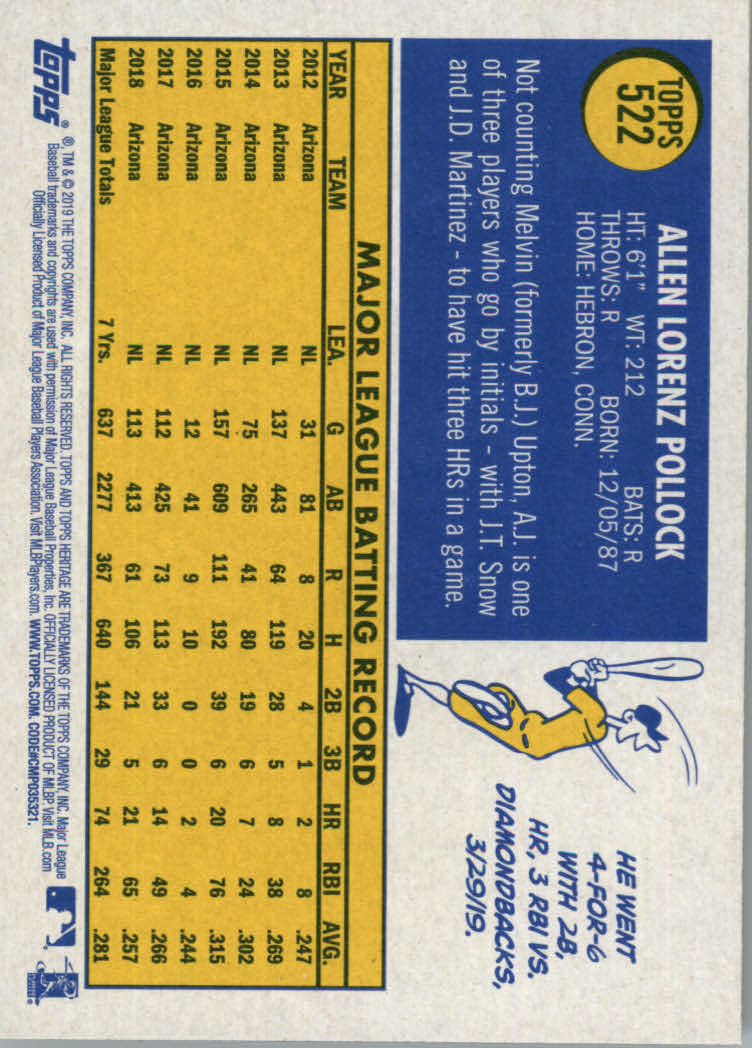 TOPPS
522
ALLEN LORENZ POLLOCK
HT: 6'1" WT: 212 BATS: R
THROWS: R BORN: 12/05/87
HOME: HEBRON, CONN.
Not counting Melvin (formerly B.J.) Upton, A.J. is one
of three players who go by initials - with J.T. Snow
and J.D. Martinez - to have hit three HRs in a game.
HE WENT
4-FOR-6
WITH 2B,
HR, 3 RBI VS.
DIAMONDBACKS,
3/29/19.
MAJOR LEAGUE BATTING RECORD
YEAR TEAM LEA. G AB R H 2B 3B HR RBI AVG.
2012 Arizona NL 31 81 8 20 4 1 2 8 .247
2013 Arizona NL 137 443 64 119 28 5 8 38 .269
2014 Arizona NL 75 265 41 80 19 6 7 24 .302
2015 Arizona NL 157 609 111 192 39 6 20 76 .315
2016 Arizona NL 12 41 9 10 0 0 2 4 .244
2017 Arizona NL 112 425 73 113 33 6 14 49 .266
2018 Arizona NL 113 413 61 106 21 5 21 65 .257
Major League Totals 7 Yrs. 637 2277 367 640 144 29 74 264 .281
topps®
®, TM & © 2019 THE TOPPS COMPANY, INC. ALL RIGHTS RESERVED. TOPPS AND TOPPS HERITAGE ARE TRADEMARKS OF THE TOPPS COMPANY, INC. Major League
Baseball trademarks and copyrights are used with permission of Major League Baseball Properties, Inc. OFFICIALLY LICENSED PRODUCT OF MLBP. Visit MLB.com
Officially Licensed Product of Major League Baseball Players Association. Visit MLBPlayers.com. WWW.TOPPS.COM. CODE#CMP035321.